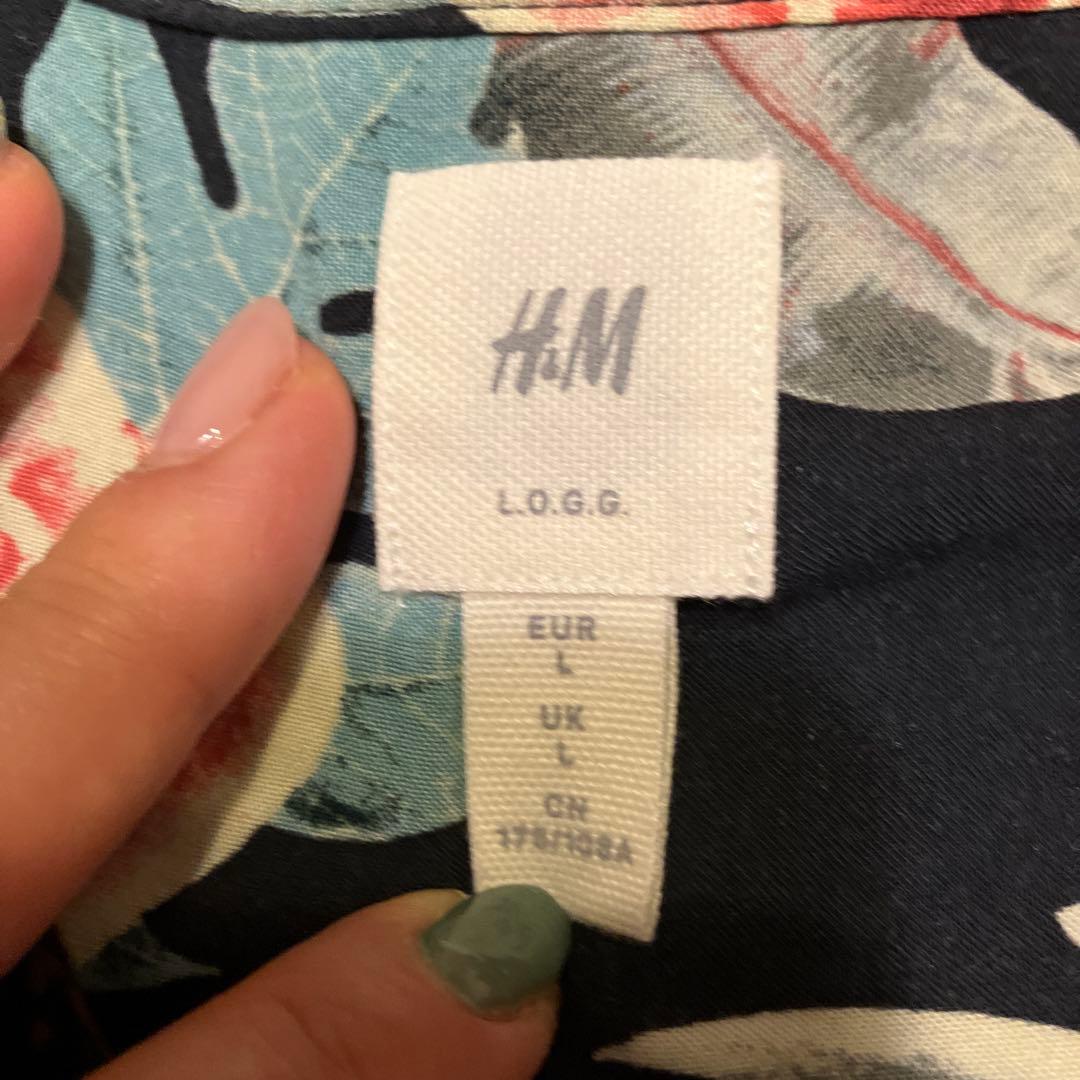 H&M
L.O.G.G.
EUR
L
UK
L
CN
175/108A